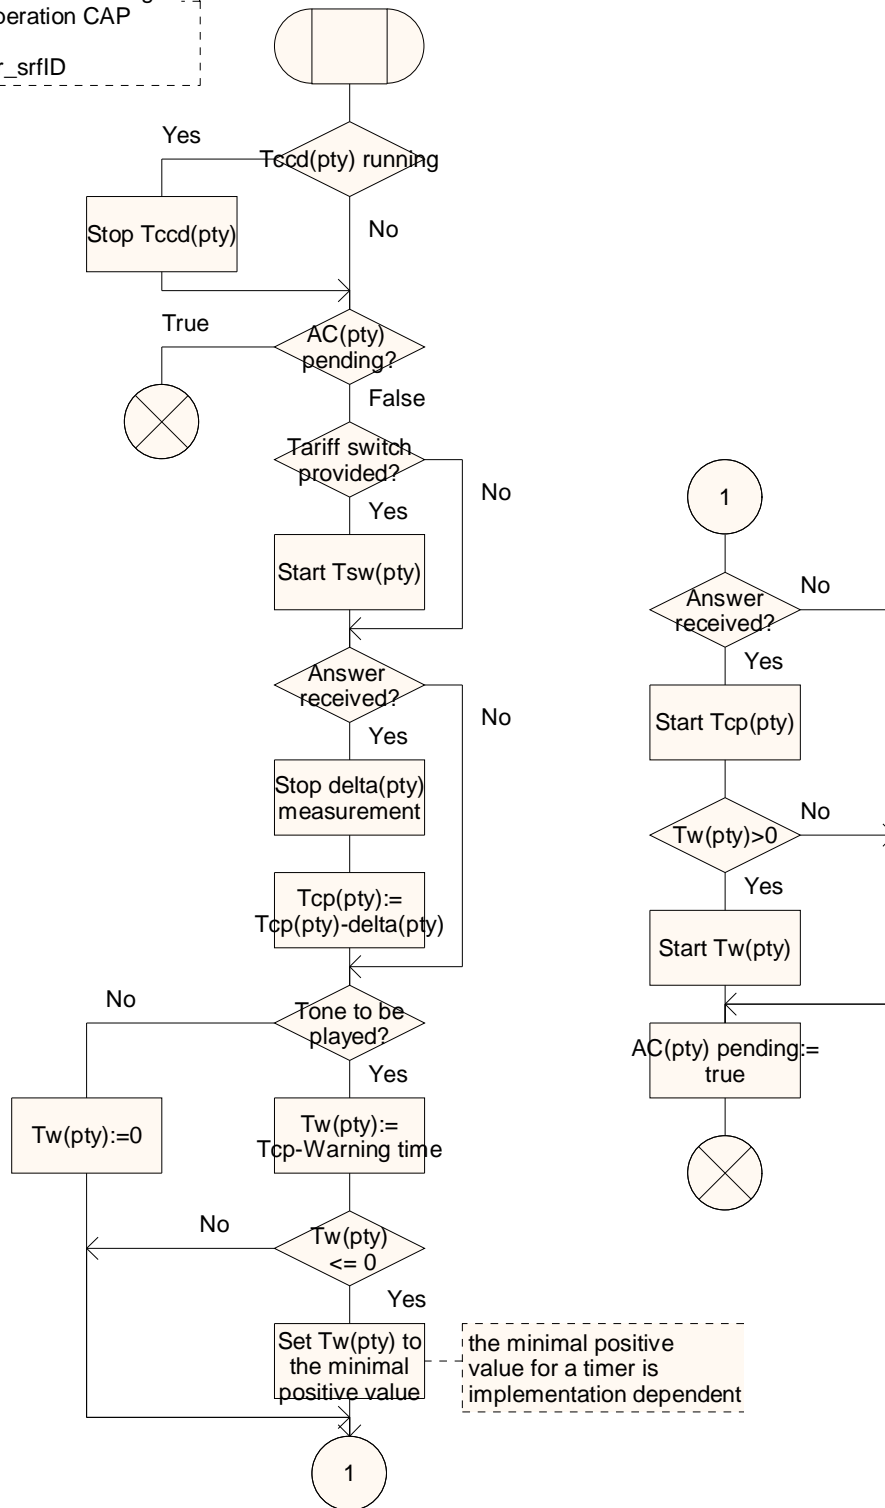 peration CAP
r_srfID
Yes
Tccd(pty) running
Stop Tccd(pty)
No
True
AC(pty)
pending?
False
Tariff switch
provided?
No
Yes
Start Tsw(pty)
Answer
received?
No
Yes
Stop delta(pty)
measurement
Tcp(pty):=
Tcp(pty)-delta(pty)
No
Tone to be
played?
Yes
Tw(pty):=0
Tw(pty):=
Tcp-Warning time
No
Tw(pty)
<= 0
Yes
Set Tw(pty) to
the minimal
positive value
the minimal positive
value for a timer is
implementation dependent
1
1
Answer
received?
No
Yes
Start Tcp(pty)
Tw(pty)>0
No
Yes
Start Tw(pty)
AC(pty) pending:=
true